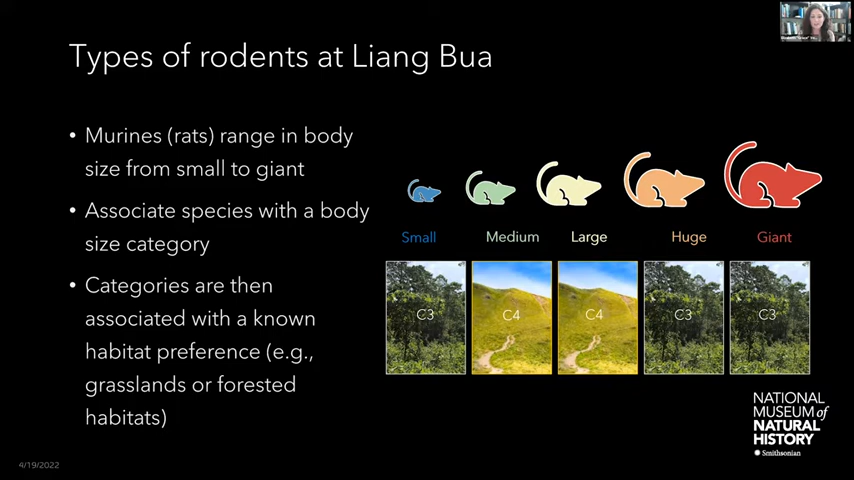 Types of rodents at Liang Bua
• Murines (rats) range in body
size from small to giant
• Associate species with a body
size category
• Categories are then
associated with a known
habitat preference (e.g.,
grasslands or forested
habitats)
Small
Medium
Large
Huge
Giant
C3
C4
C4
C3
C3
NATIONAL
MUSEUM of
NATURAL
HISTORY
Smithsonian
4/19/2022